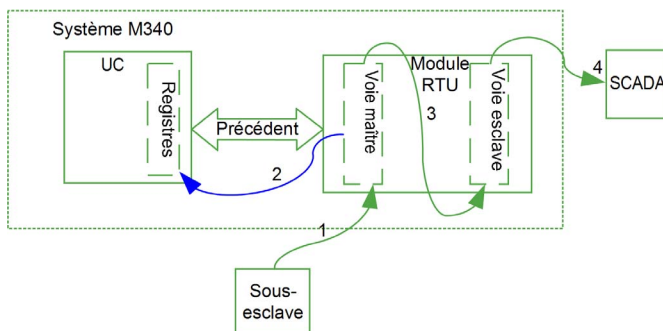 Système M340
UC
Registres
Précédent
Module
RTU
Voie maître
Voie esclave
SCADA
1
2
3
4
Sous-
esclave